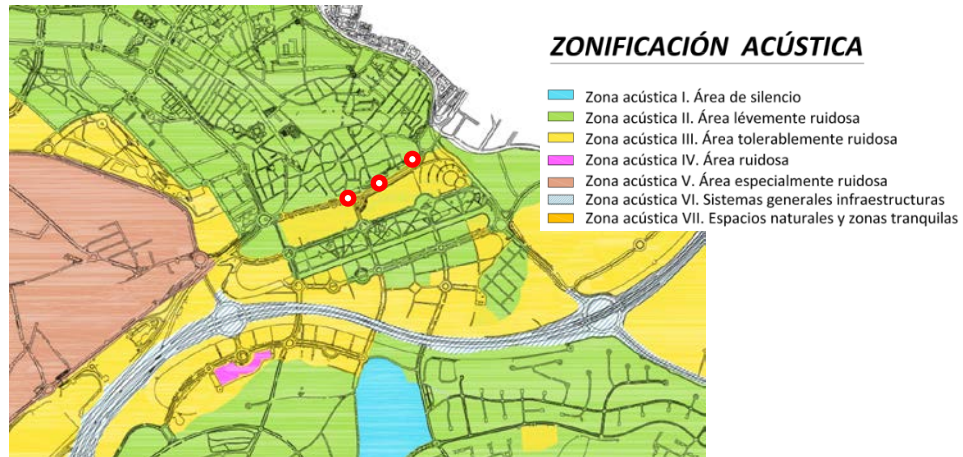 ZONIFICACIÓN ACÚSTICA
Zona acústica I. Área de silencio
Zona acústica II. Área lévemente ruidosa
Zona acústica III. Área tolerablemente ruidosa
Zona acústica IV. Área ruidosa
Zona acústica V. Área especialmente ruidosa
Zona acústica VI. Sistemas generales infraestructuras
Zona acústica VII. Espacios naturales y zonas tranquilas